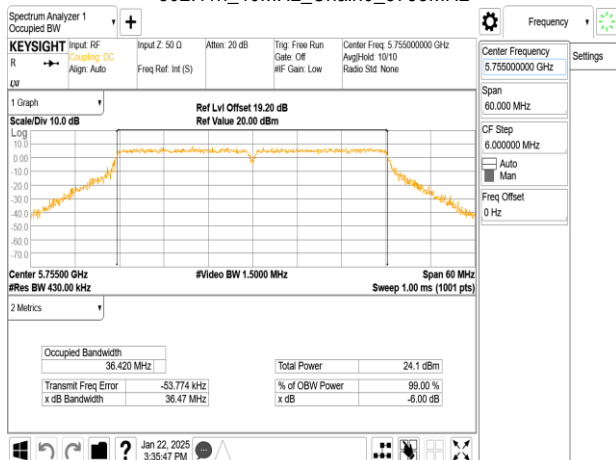 Spectrum Analyzer 1
Occupied BW
Frequency
KEYSIGHT
R
Input: RF
Coupling: DC
Align: Auto
Input Z: 50 Ω
Freq Ref: Int (S)
Atten: 20 dB
Trig: Free Run
Gate: Off
#IF Gain: Low
Center Freq: 5.755000000 GHz
Avg|Hold: 10/10
Radio Std: None
LXI
Center Frequency
5.755000000 GHz
Settings
Span
60.000 MHz
CF Step
6.000000 MHz
Auto
Man
Freq Offset
0 Hz
1 Graph
Scale/Div 10.0 dB
Ref Lvl Offset 19.20 dB
Ref Value 20.00 dBm
Log
10.0
0.00
-10.0
-20.0
-30.0
-40.0
-50.0
-60.0
-70.0
Center 5.75500 GHz
#Video BW 1.5000 MHz
Span 60 MHz
#Res BW 430.00 kHz
Sweep 1.00 ms (1001 pts)
2 Metrics
Occupied Bandwidth
36.420 MHz
Total Power 24.1 dBm
Transmit Freq Error -53.774 kHz
% of OBW Power 99.00 %
x dB Bandwidth 36.47 MHz
x dB -6.00 dB
?
Jan 22, 2025
3:35:47 PM